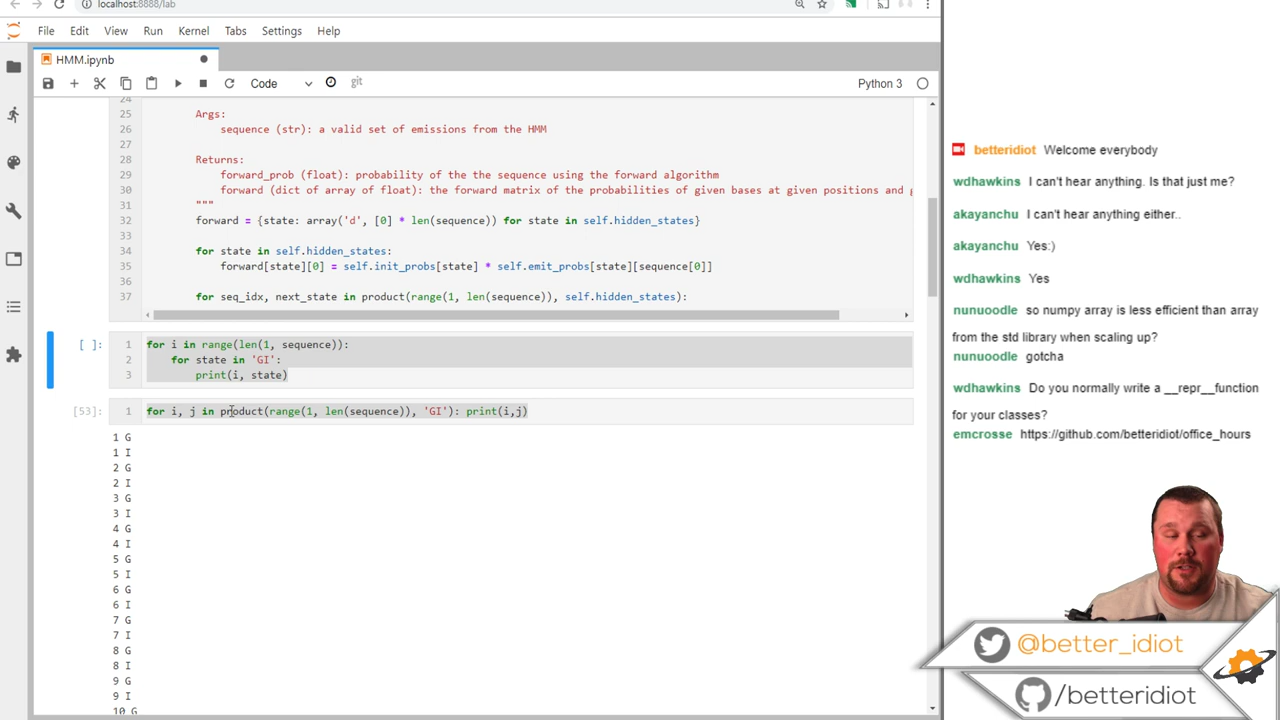 localhost:8888/lab
File Edit View Run Kernel Tabs Settings Help
HMM.ipynb
Code git Python 3
24
25 Args:
26 sequence (str): a valid set of emissions from the HMM
27
28 Returns:
29 forward_prob (float): probability of the the sequence using the forward algorithm
30 forward (dict of array of float): the forward matrix of the probabilities of given bases at given positions and
31 """
32 forward = {state: array('d', [0] * len(sequence)) for state in self.hidden_states}
33
34 for state in self.hidden_states:
35 forward[state][0] = self.init_probs[state] * self.emit_probs[state][sequence[0]]
36
37 for seq_idx, next_state in product(range(1, len(sequence)), self.hidden_states):
[ ]: 1 for i in range(len(1, sequence)):
2 for state in 'GI':
3 print(i, state)
[53]: 1 for i, j in product(range(1, len(sequence)), 'GI'): print(i,j)
1 G
1 I
2 G
2 I
3 G
3 I
4 G
4 I
5 G
5 I
6 G
6 I
7 G
7 I
8 G
8 I
9 G
9 I
10 G
betteridiot Welcome everybody
wdhawkins I can't hear anything. Is that just me?
akayanchu I can't hear anything either..
akayanchu Yes:)
wdhawkins Yes
nunuoodle so numpy array is less efficient than array
from the std library when scaling up?
nunuoodle gotcha
wdhawkins Do you normally write a __repr__function
for your classes?
emcrosse https://github.com/betteridiot/office_hours
@better_idiot
/betteridiot